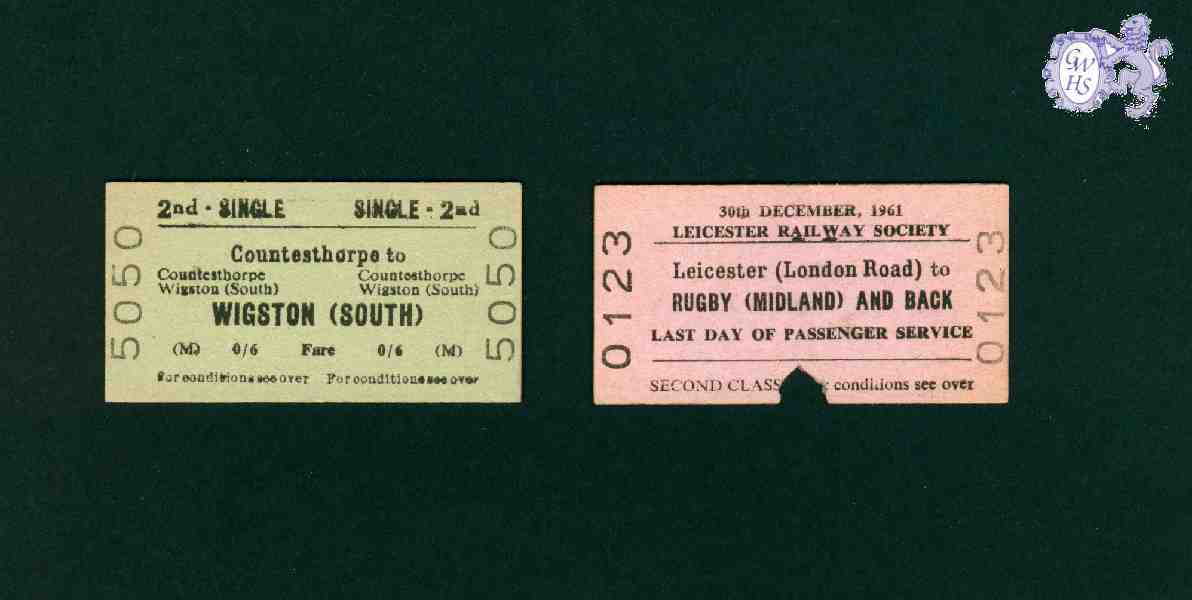 GWHS
2nd · SINGLE SINGLE · 2nd
Countesthorpe to
Countesthorpe Countesthorpe
Wigston (South) Wigston (South)
WIGSTON (SOUTH)
(M) 0/6 Fare 0/6 (M)
For conditions see over For conditions see over
5050
5050
30th DECEMBER, 1961
LEICESTER RAILWAY SOCIETY
Leicester (London Road) to
RUGBY (MIDLAND) AND BACK
LAST DAY OF PASSENGER SERVICE
SECOND CLASS conditions see over
0123
0123